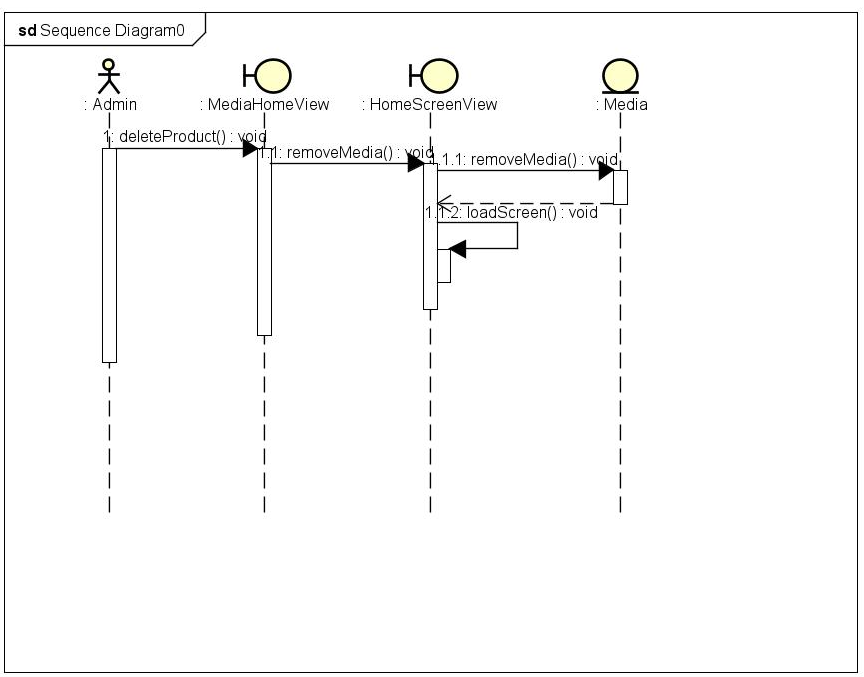 sd Sequence Diagram0
: Admin
: MediaHomeView
: HomeScreenView
: Media
1: deleteProduct() : void
1.1: removeMedia() : void
1.1.1: removeMedia() : void
1.1.2: loadScreen() : void